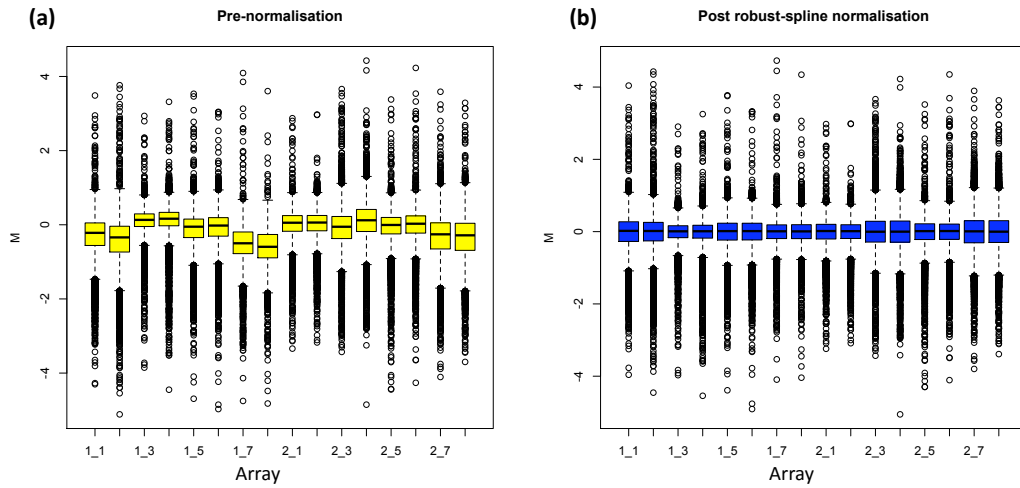 (a)
Pre-normalisation
M
4
2
0
-2
-4
1_1 1_3 1_5 1_7 2_1 2_3 2_5 2_7
Array
(b)
Post robust-spline normalisation
M
4
2
0
-2
-4
1_1 1_3 1_5 1_7 2_1 2_3 2_5 2_7
Array